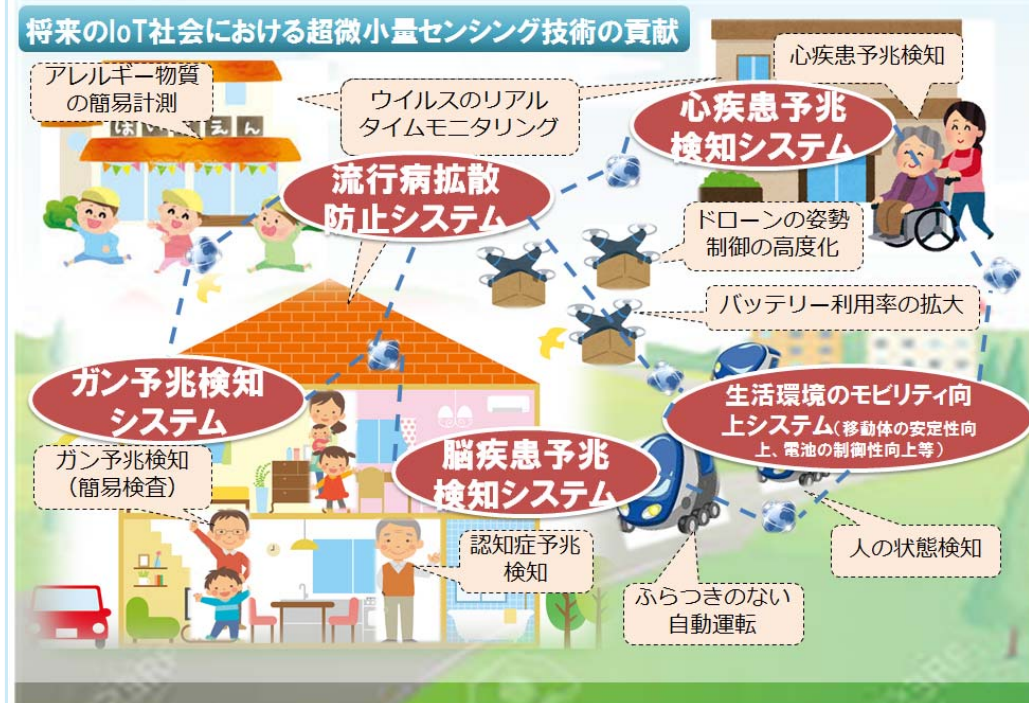 将来のIoT社会における超微小量センシング技術の貢献
アレルギー物質
の簡易計測
ウイルスのリアル
タイムモニタリング
心疾患予兆検知
心疾患予兆
検知システム
流行病拡散
防止システム
ドローンの姿勢
制御の高度化
バッテリー利用率の拡大
ガン予兆検知
システム
生活環境のモビリティ向
上システム(移動体の安定性向
上、電池の制御性向上等)
ガン予兆検知
(簡易検査)
脳疾患予兆
検知システム
認知症予兆
検知
人の状態検知
ふらつきのない
自動運転